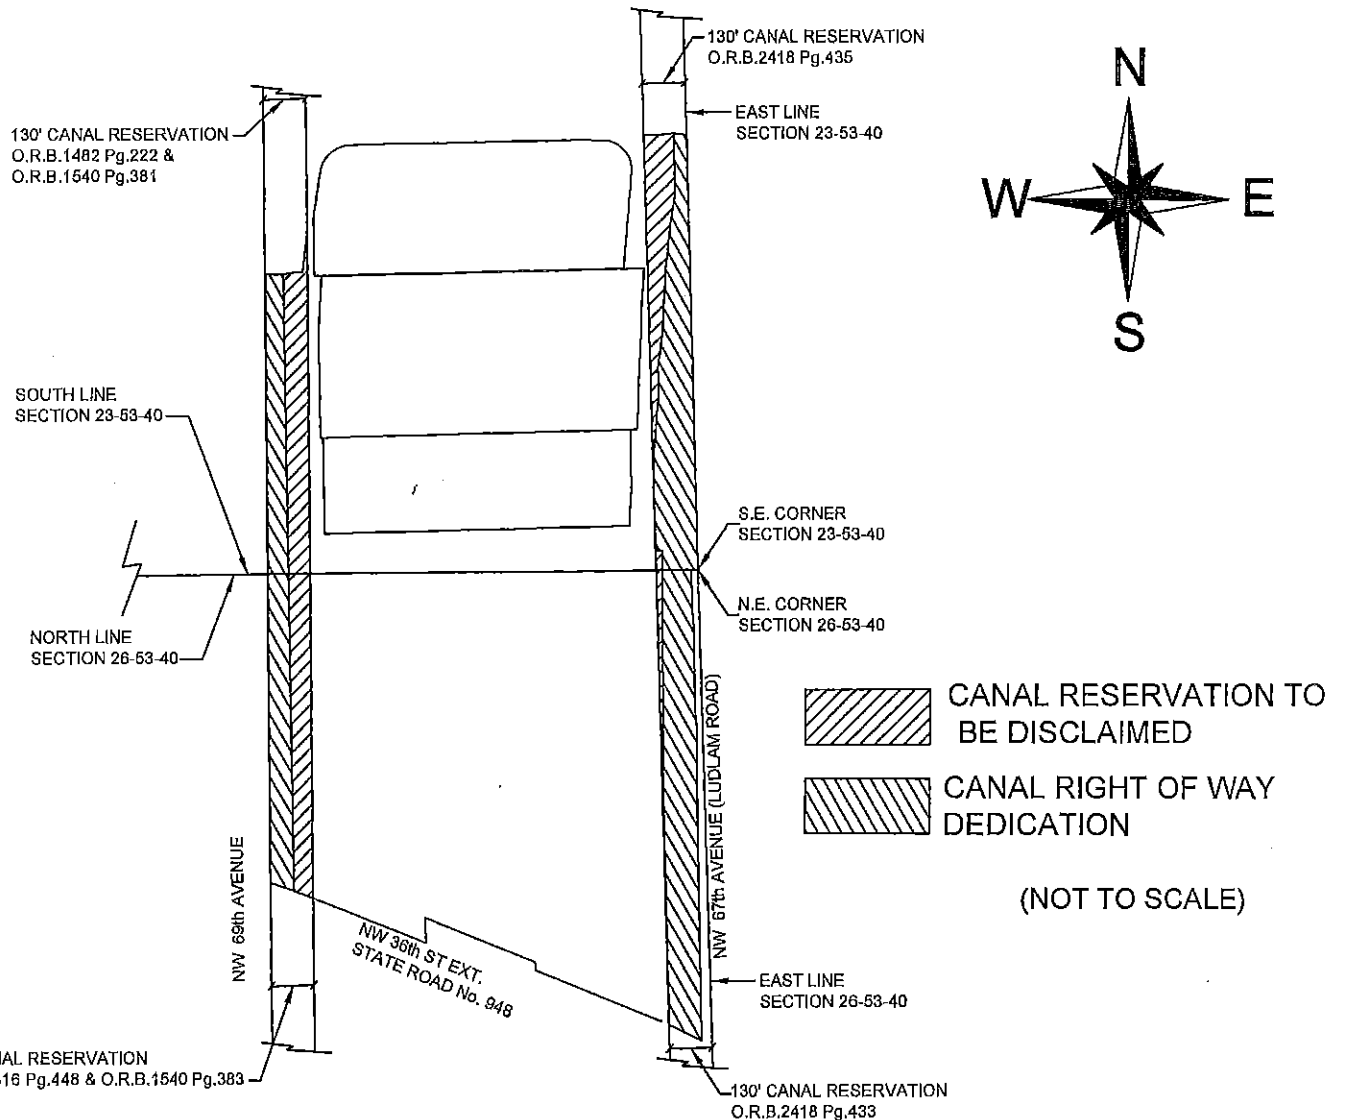 130' CANAL RESERVATION
O.R.B.2418 Pg.435
N
EAST LINE
SECTION 23-53-40
130' CANAL RESERVATION
O.R.B.1482 Pg.222 &
O.R.B.1540 Pg.381
W
E
S
SOUTH LINE
SECTION 23-53-40
S.E. CORNER
SECTION 23-53-40
N.E. CORNER
SECTION 26-53-40
NORTH LINE
SECTION 26-53-40
CANAL RESERVATION TO
BE DISCLAIMED
CANAL RIGHT OF WAY
DEDICATION
(NOT TO SCALE)
NW 69th AVENUE
NW 67th AVENUE (LUDLAM ROAD)
NW 36th ST EXT.
STATE ROAD No. 948
EAST LINE
SECTION 26-53-40
RESERVATION
Pg.448 & O.R.B.1540 Pg.383
130' CANAL RESERVATION
O.R.B.2418 Pg.433